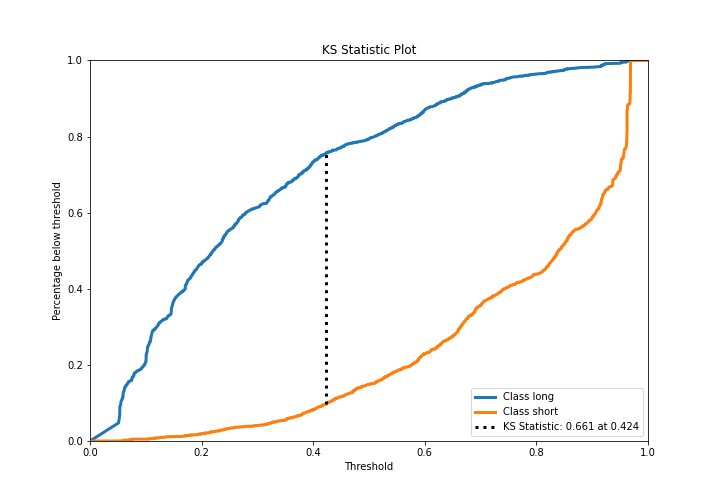 KS Statistic Plot
1.0
0.8
0.6
0.4
0.2
0.0
Percentage below threshold
0.0 0.2 0.4 0.6 0.8 1.0
Threshold
Class long
Class short
KS Statistic: 0.661 at 0.424